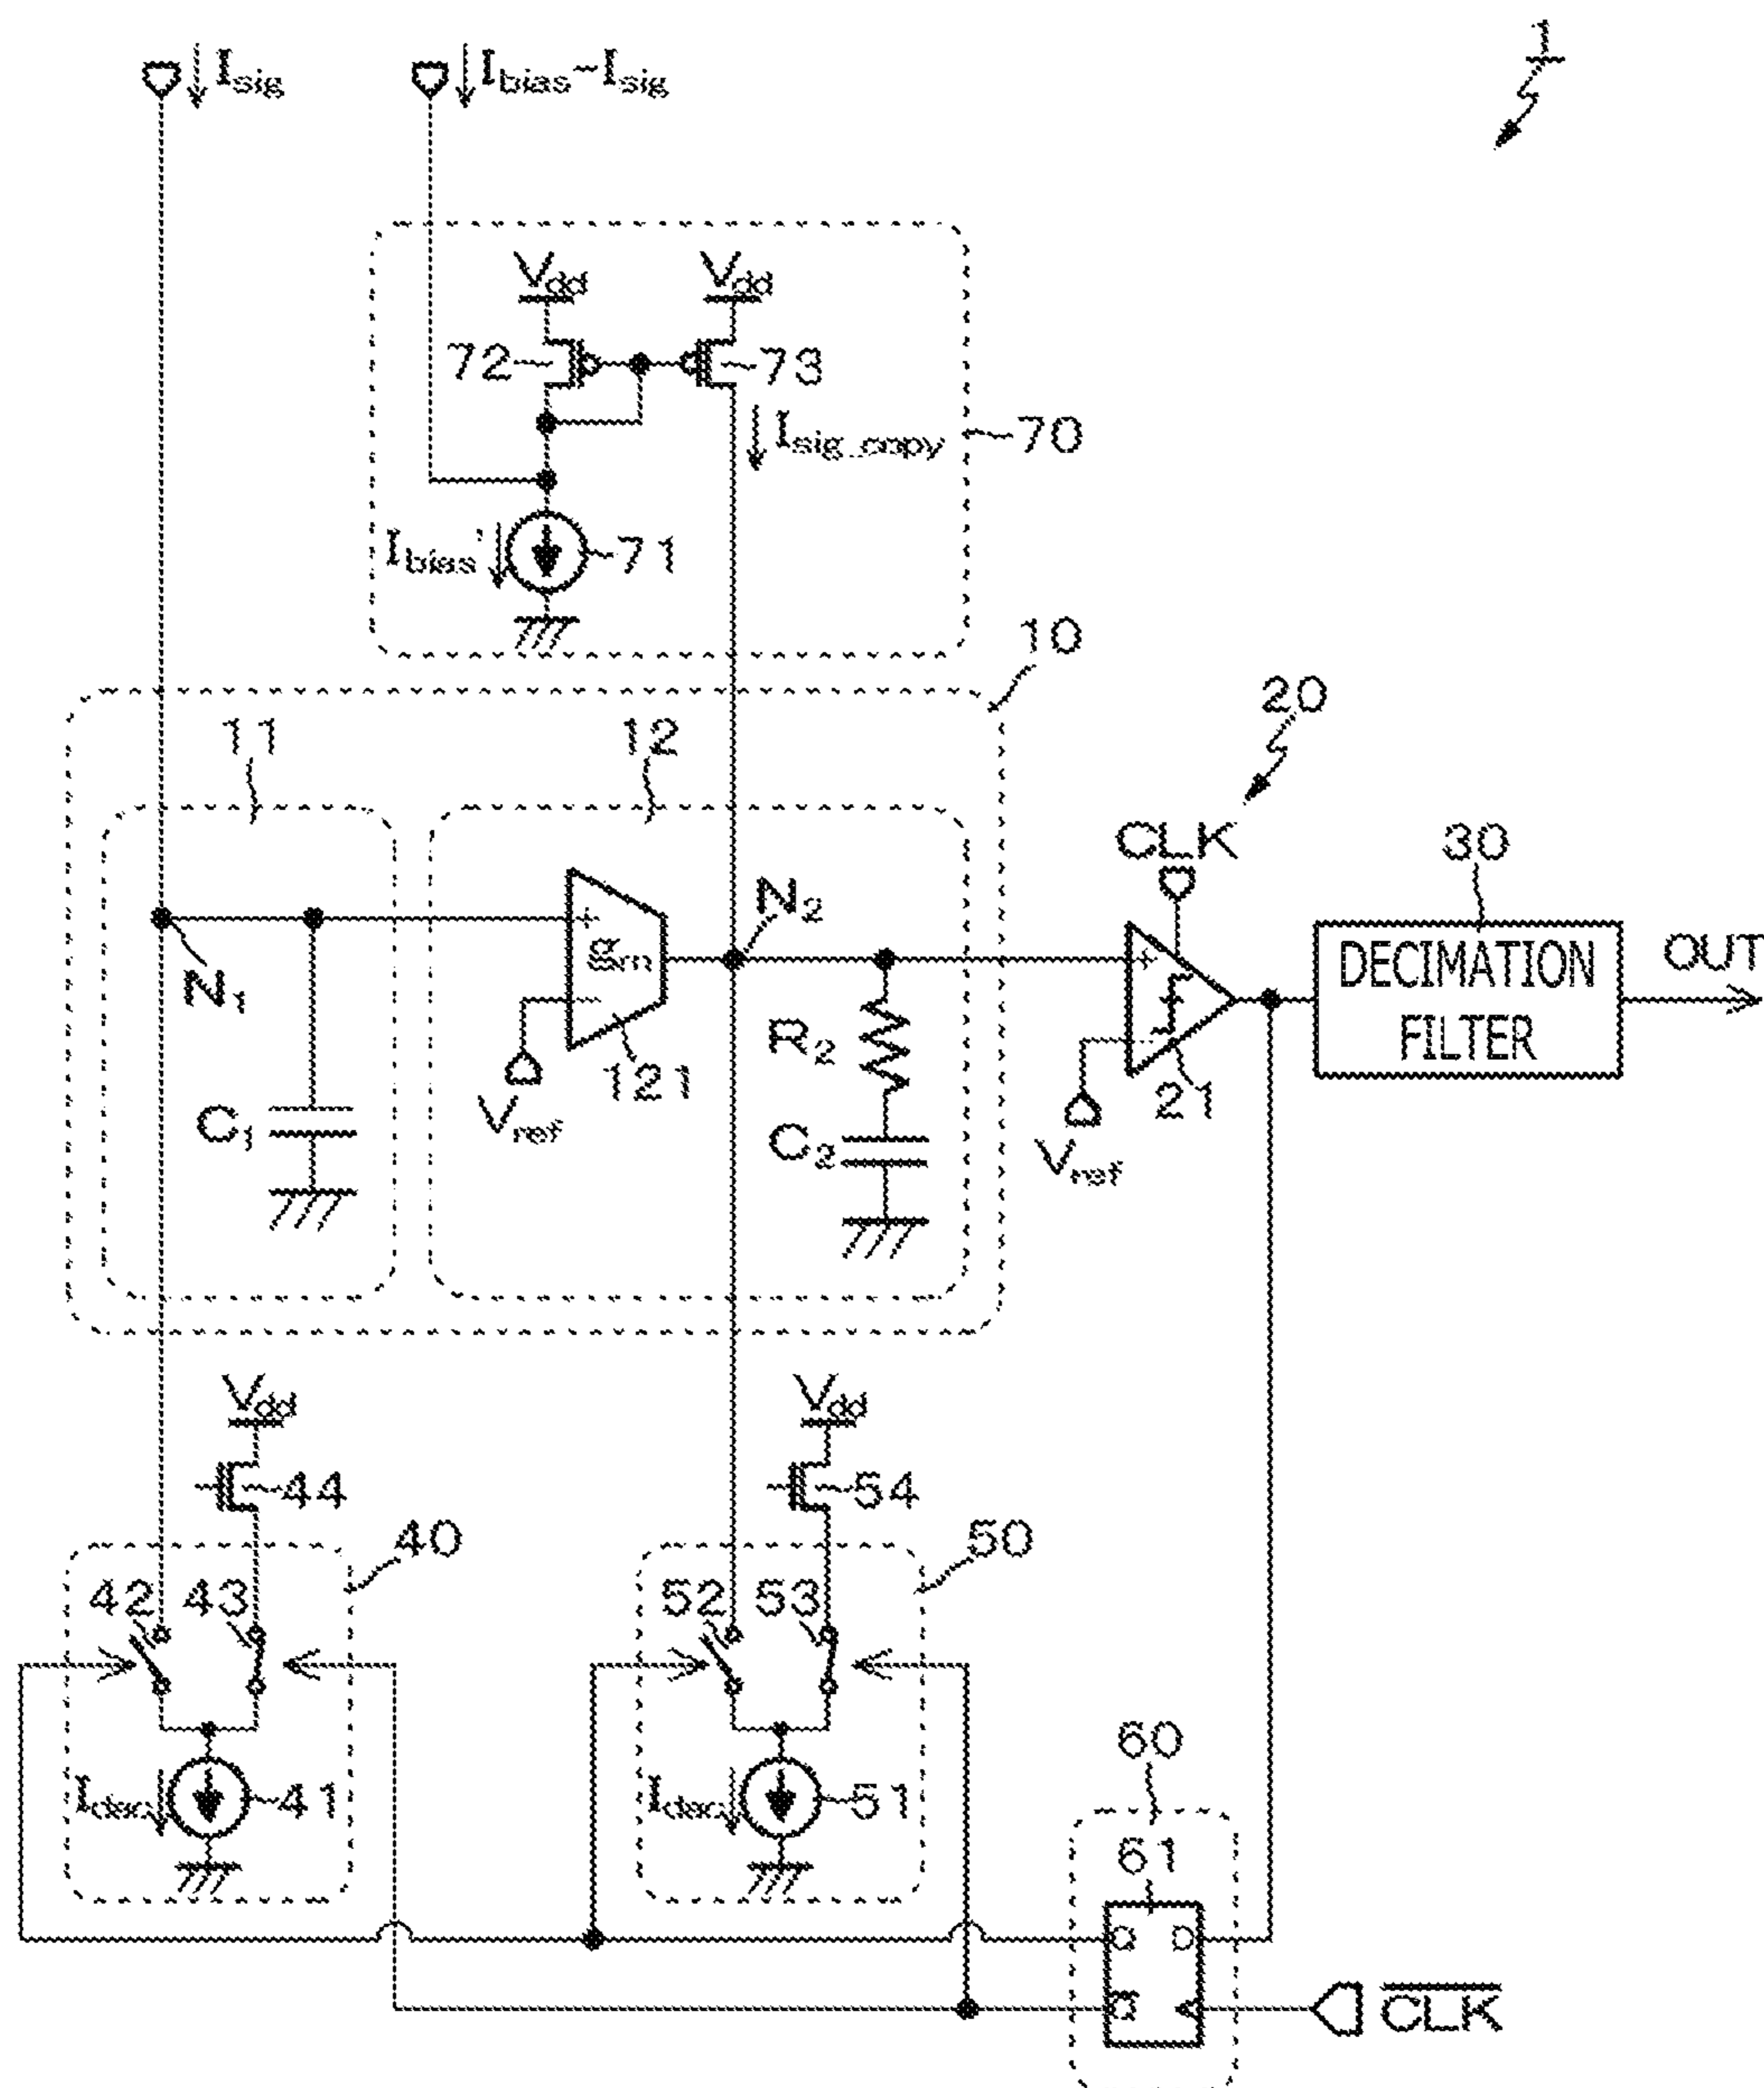 1
Isig
Ibias-Isig
Vdd
Vdd
72
73
Isig_copy
70
Ibias'
71
10
11
12
20
CLK
30
N1
+
gm
-
N2
+
-
DECIMATION
FILTER
OUT
Vref
121
R2
21
C1
C2
Vref
Vdd
Vdd
44
54
40
50
42
43
52
53
60
Idac
41
Idac
51
61
Q
D
Q
CLK